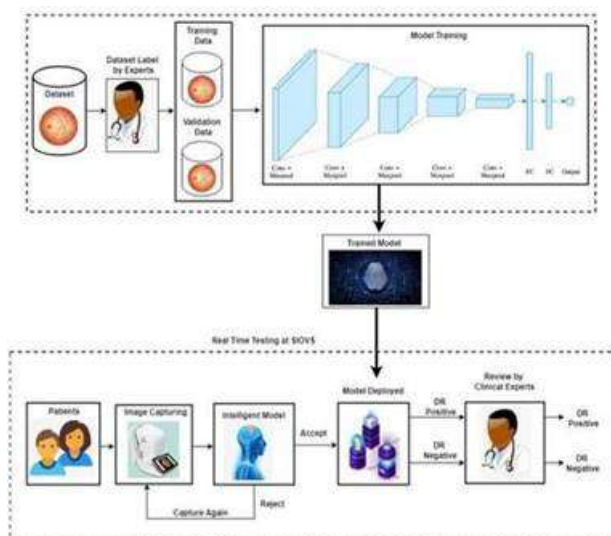 Training
Data
Model Training
Dataset Label
by Experts
Dataset
Validation
Data
Conv +
Maxpool
Conv +
Maxpool
Conv +
Maxpool
Conv +
Maxpool
Conv +
Maxpool
FC
FC
Output
Trained Model
Real Time Testing at
Model Deployed
Review by
Clinical Experts
Patients
Image Capturing
Intelligent Model
DR
Positive
DR
Positive
Accept
DR
Negative
DR
Negative
Reject
Capture Again